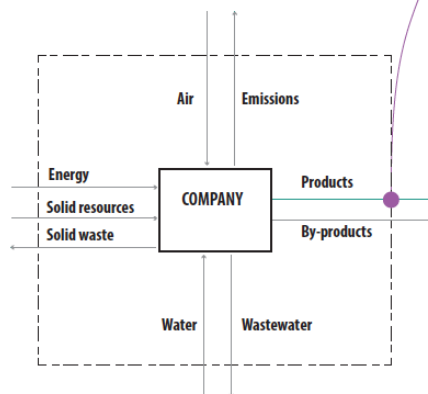 Air
Emissions
Energy
Solid resources
Solid waste
COMPANY
Products
By-products
Water
Wastewater